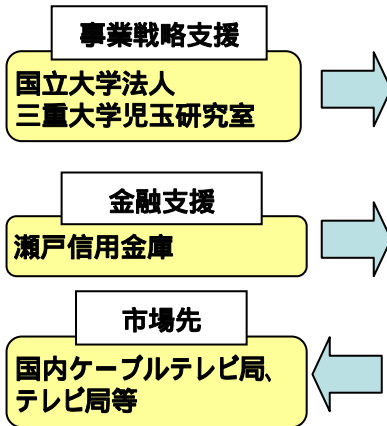 事業戦略支援
国立大学法人
三重大学児玉研究室
金融支援
瀬戸信用金庫
市場先
国内ケーブルテレビ局、
テレビ局等